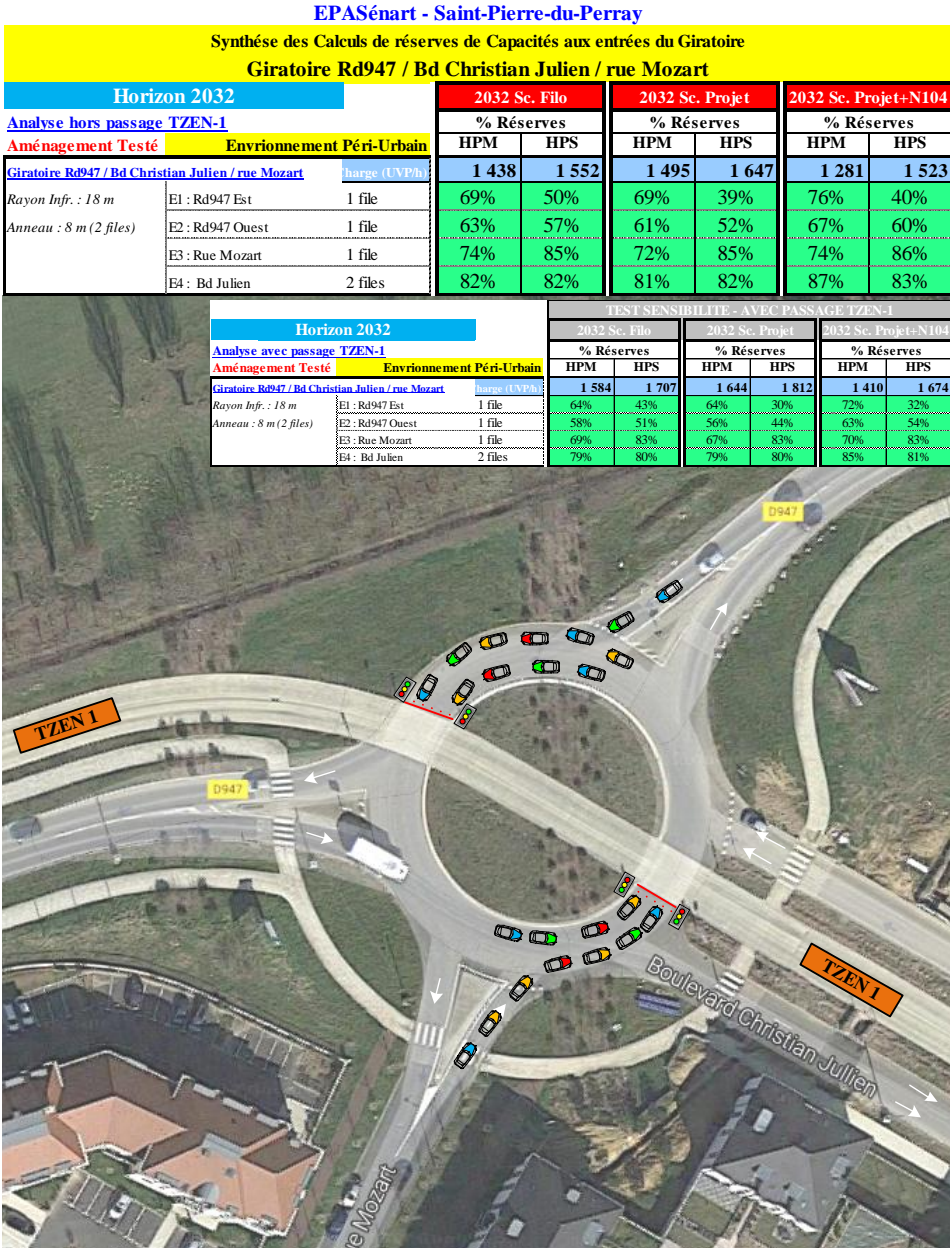 EPASénart - Saint-Pierre-du-Perray
Synthése des Calculs de réserves de Capacités aux entrées du Giratoire
Giratoire Rd947 / Bd Christian Julien / rue Mozart
Horizon 2032 2032 Sc. Filo 2032 Sc. Projet 2032 Sc. Projet+N104
Analyse hors passage TZEN-1 % Réserves % Réserves % Réserves
Aménagement Testé Envrionnement Péri-Urbain HPM HPS HPM HPS HPM HPS
Giratoire Rd947 / Bd Christian Julien / rue Mozart Charge (UVP/h) 1 438 1 552 1 495 1 647 1 281 1 523
Rayon Infr. : 18 m E1 : Rd947 Est 1 file 69% 50% 69% 39% 76% 40%
Anneau : 8 m (2 files) E2 : Rd947 Ouest 1 file 63% 57% 61% 52% 67% 60%
E3 : Rue Mozart 1 file 74% 85% 72% 85% 74% 86%
E4 : Bd Julien 2 files 82% 82% 81% 82% 87% 83%
TEST SENSIBILITE - AVEC PASSAGE TZEN-1
Horizon 2032 2032 Sc. Filo 2032 Sc. Projet 2032 Sc. Projet+N104
Analyse avec passage TZEN-1 % Réserves % Réserves % Réserves
Aménagement Testé Envrionnement Péri-Urbain HPM HPS HPM HPS HPM HPS
Giratoire Rd947 / Bd Christian Julien / rue Mozart harge (UVP/h) 1 584 1 707 1 644 1 812 1 410 1 674
Rayon Infr. : 18 m E1 : Rd947 Est 1 file 64% 43% 64% 30% 72% 32%
Anneau : 8 m (2 files) E2 : Rd947 Ouest 1 file 58% 51% 56% 44% 63% 54%
E3 : Rue Mozart 1 file 69% 83% 67% 83% 70% 83%
E4 : Bd Julien 2 files 79% 80% 79% 80% 85% 81%
D947
TZEN 1
D947
TZEN 1
Boulevard Christian Jullien
e Mozart